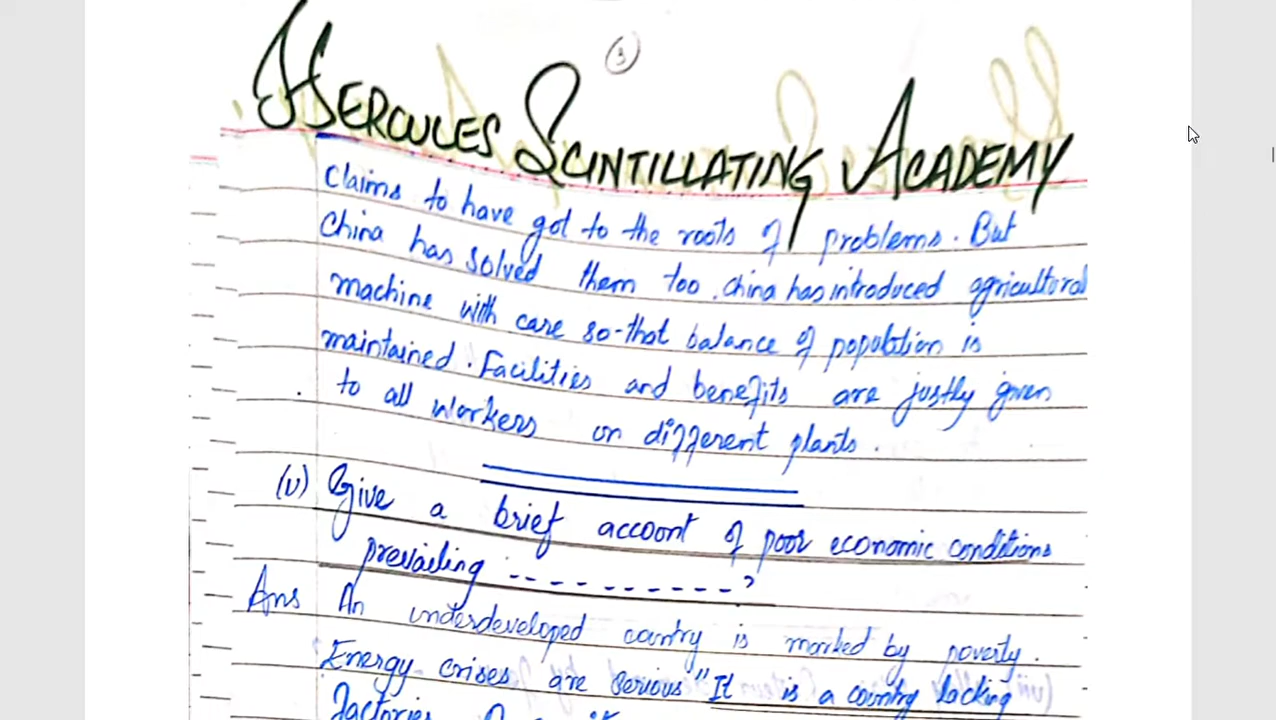 3
HERCULES SCINTILLATING ACADEMY
Claims to have got to the roots of problems. But
China has solved them too. China has introduced agricultural
machine with care so-that balance of population is
maintained. Facilities and benefits are justly given
to all workers on different plants.
(v) Give a brief account of poor economic conditions
prevailing -----------?
Ans An underdeveloped country is marked by poverty.
Energy crises are serious "It is a country lacking
factories.